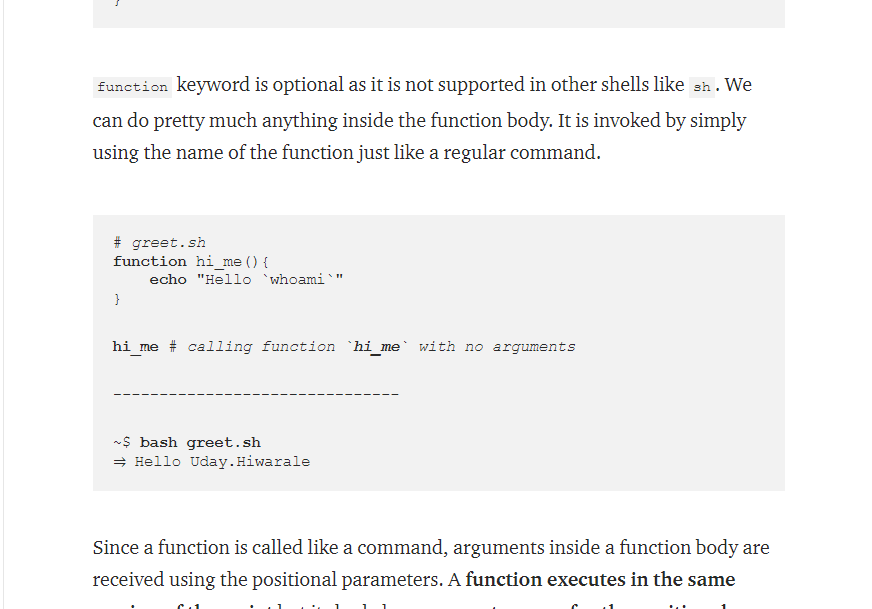 }
function keyword is optional as it is not supported in other shells like sh. We
can do pretty much anything inside the function body. It is invoked by simply
using the name of the function just like a regular command.
# greet.sh
function hi_me(){
    echo "Hello `whoami`"
}
hi_me # calling function `hi_me` with no arguments
-------------------------------
~$ bash greet.sh
⇒ Hello Uday.Hiwarale
Since a function is called like a command, arguments inside a function body are
received using the positional parameters. A function executes in the same